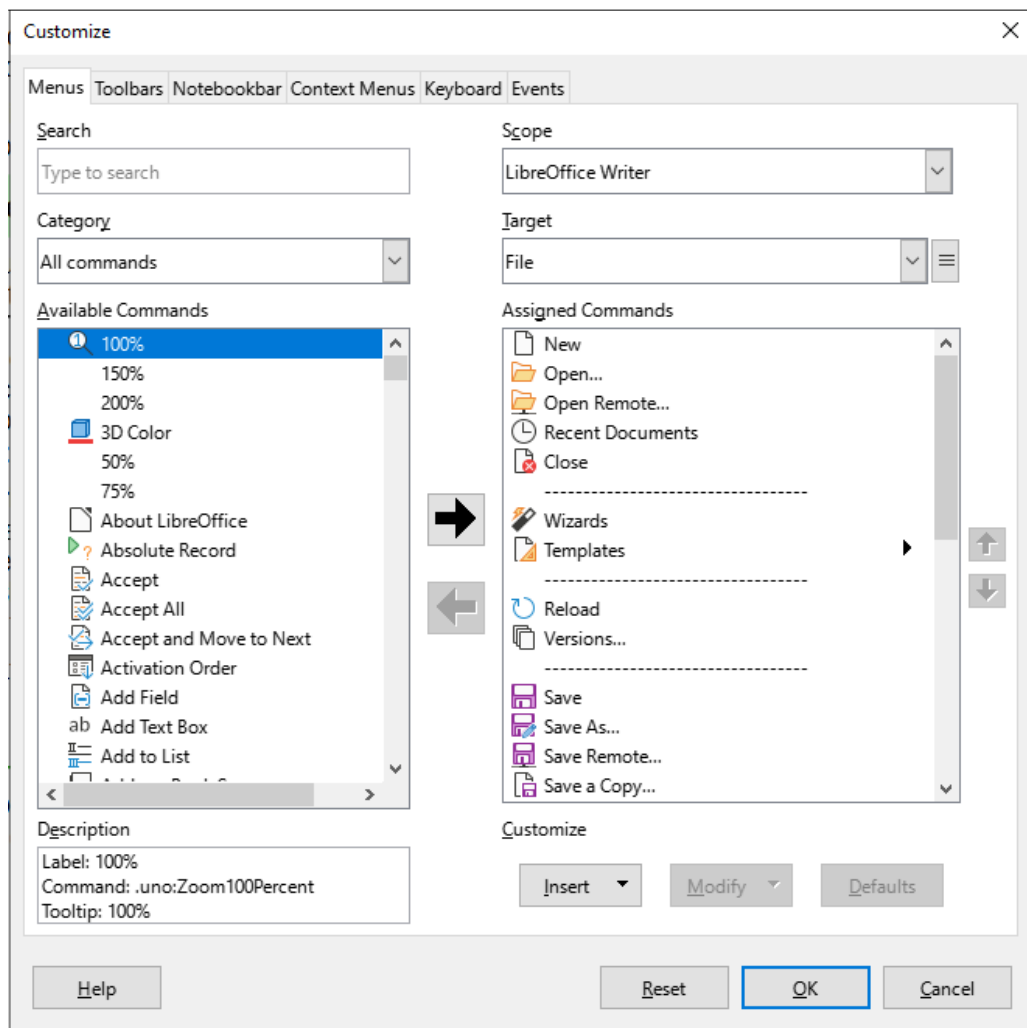 Customize
Menus Toolbars Notebookbar Context Menus Keyboard Events
Search
Type to search
Category
All commands
Available Commands
100%
150%
200%
3D Color
50%
75%
About LibreOffice
Absolute Record
Accept
Accept All
Accept and Move to Next
Activation Order
Add Field
ab Add Text Box
Add to List
Description
Label: 100%
Command: .uno:Zoom100Percent
Tooltip: 100%
Scope
LibreOffice Writer
Target
File
Assigned Commands
New
Open...
Open Remote...
Recent Documents
Close
Wizards
Templates
Reload
Versions...
Save
Save As...
Save Remote...
Save a Copy...
Customize
Insert Modify Defaults
Help Reset OK Cancel